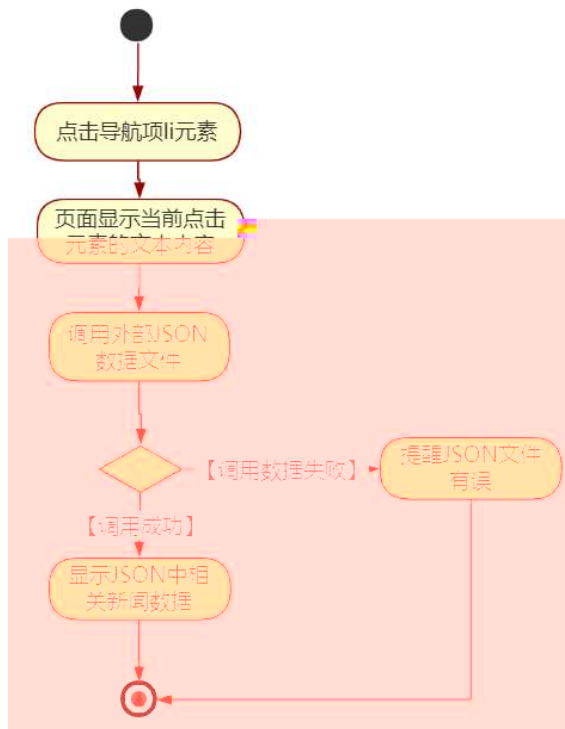 点击导航项li元素
页面显示当前点击
元素的文本内容
调用外部JSON
数据文件
【调用数据失败】
提醒JSON文件
有误
【调用成功】
显示JSON中相
关新闻数据